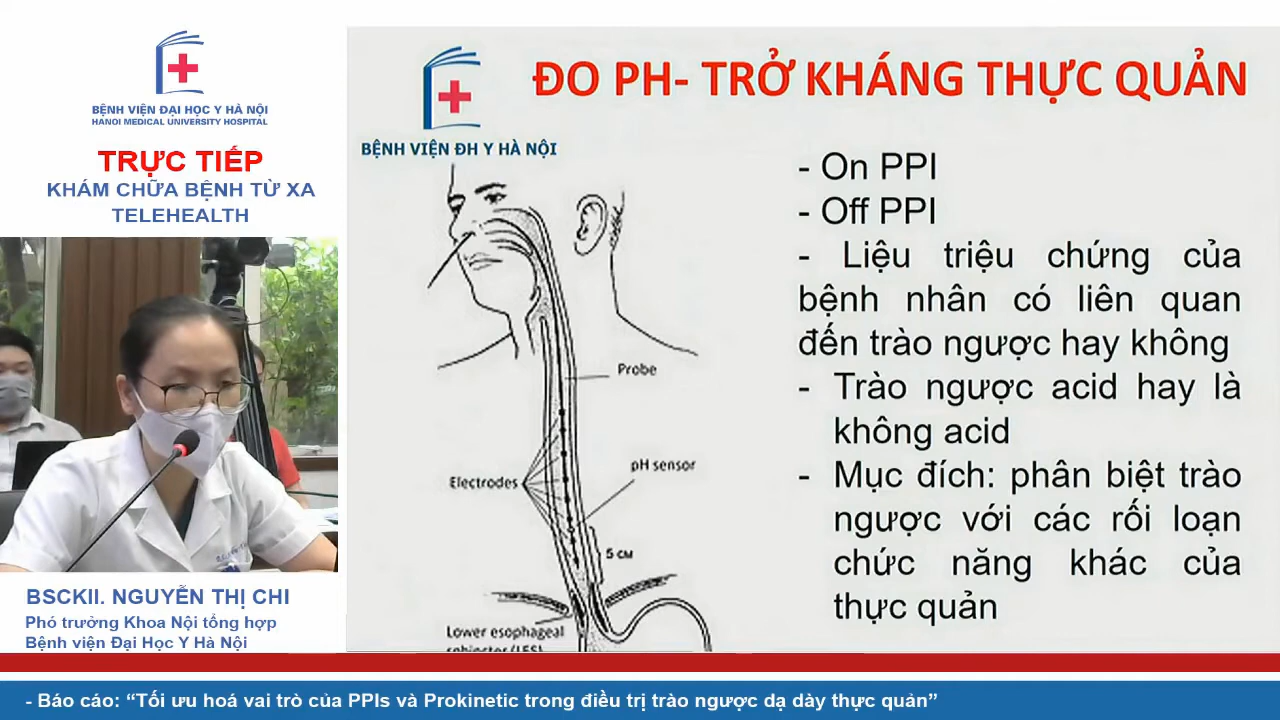 BỆNH VIỆN ĐẠI HỌC Y HÀ NỘI
HANOI MEDICAL UNIVERSITY HOSPITAL
TRỰC TIẾP
KHÁM CHỮA BỆNH TỪ XA
TELEHEALTH
BSCKII. NGUYỄN THỊ CHI
Phó trưởng Khoa Nội tổng hợp
Bệnh viện Đại Học Y Hà Nội
ĐO PH- TRỞ KHÁNG THỰC QUẢN
BỆNH VIỆN ĐH Y HÀ NỘI
- On PPI
- Off PPI
- Liệu triệu chứng của
bệnh nhân có liên quan
đến trào ngược hay không
- Trào ngược acid hay là
không acid
- Mục đích: phân biệt trào
ngược với các rối loạn
chức năng khác của
thực quản
Probe
pH sensor
Electrodes
5 CM
Lower esophageal
sphincter (LES)
- Báo cáo: “Tối ưu hoá vai trò của PPIs và Prokinetic trong điều trị trào ngược dạ dày thực quản”